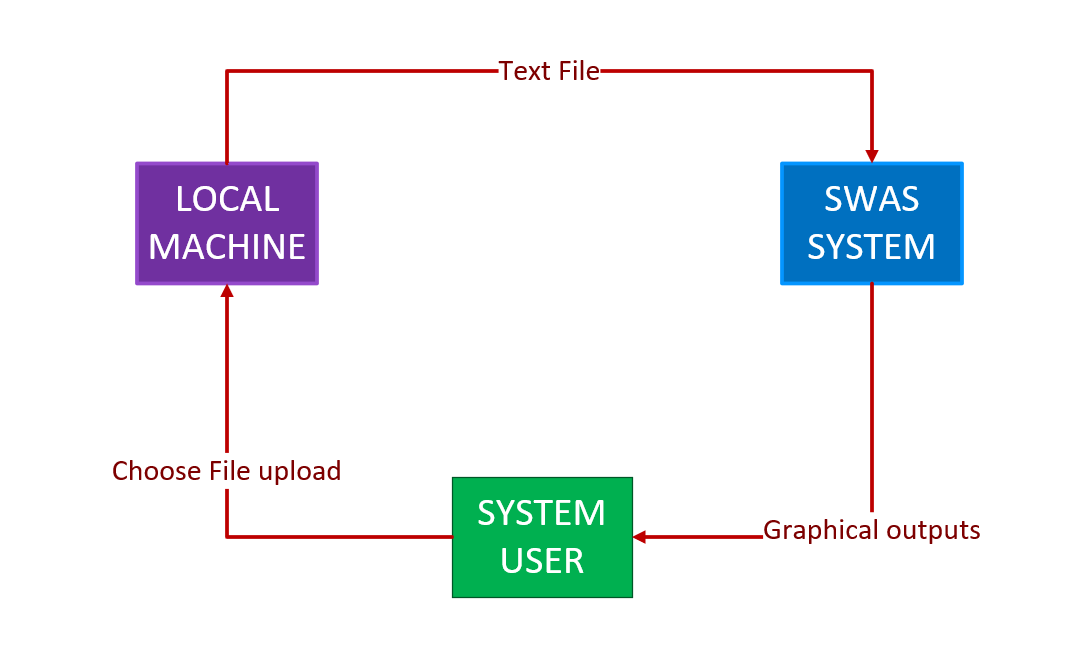 Text File
LOCAL
MACHINE
SWAS
SYSTEM
Choose File upload
SYSTEM
USER
Graphical outputs